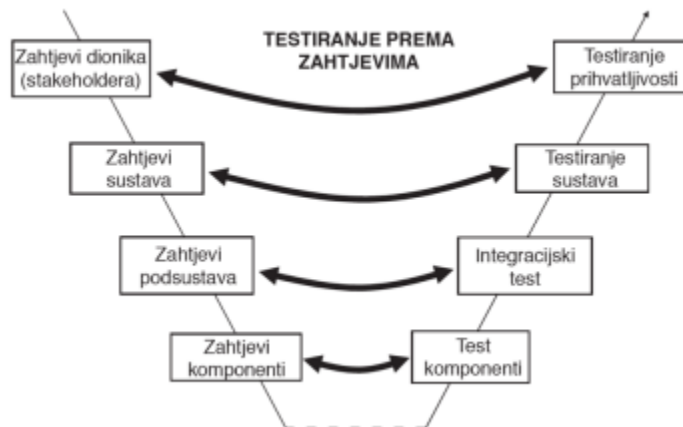 TESTIRANJE PREMA
ZAHTJEVIMA
Zahtjevi dionika
(stakeholdera)
Testiranje
prihvatljivosti
Zahtjevi
sustava
Testiranje
sustava
Zahtjevi
podsustava
Integracijski
test
Zahtjevi
komponenti
Test
komponenti